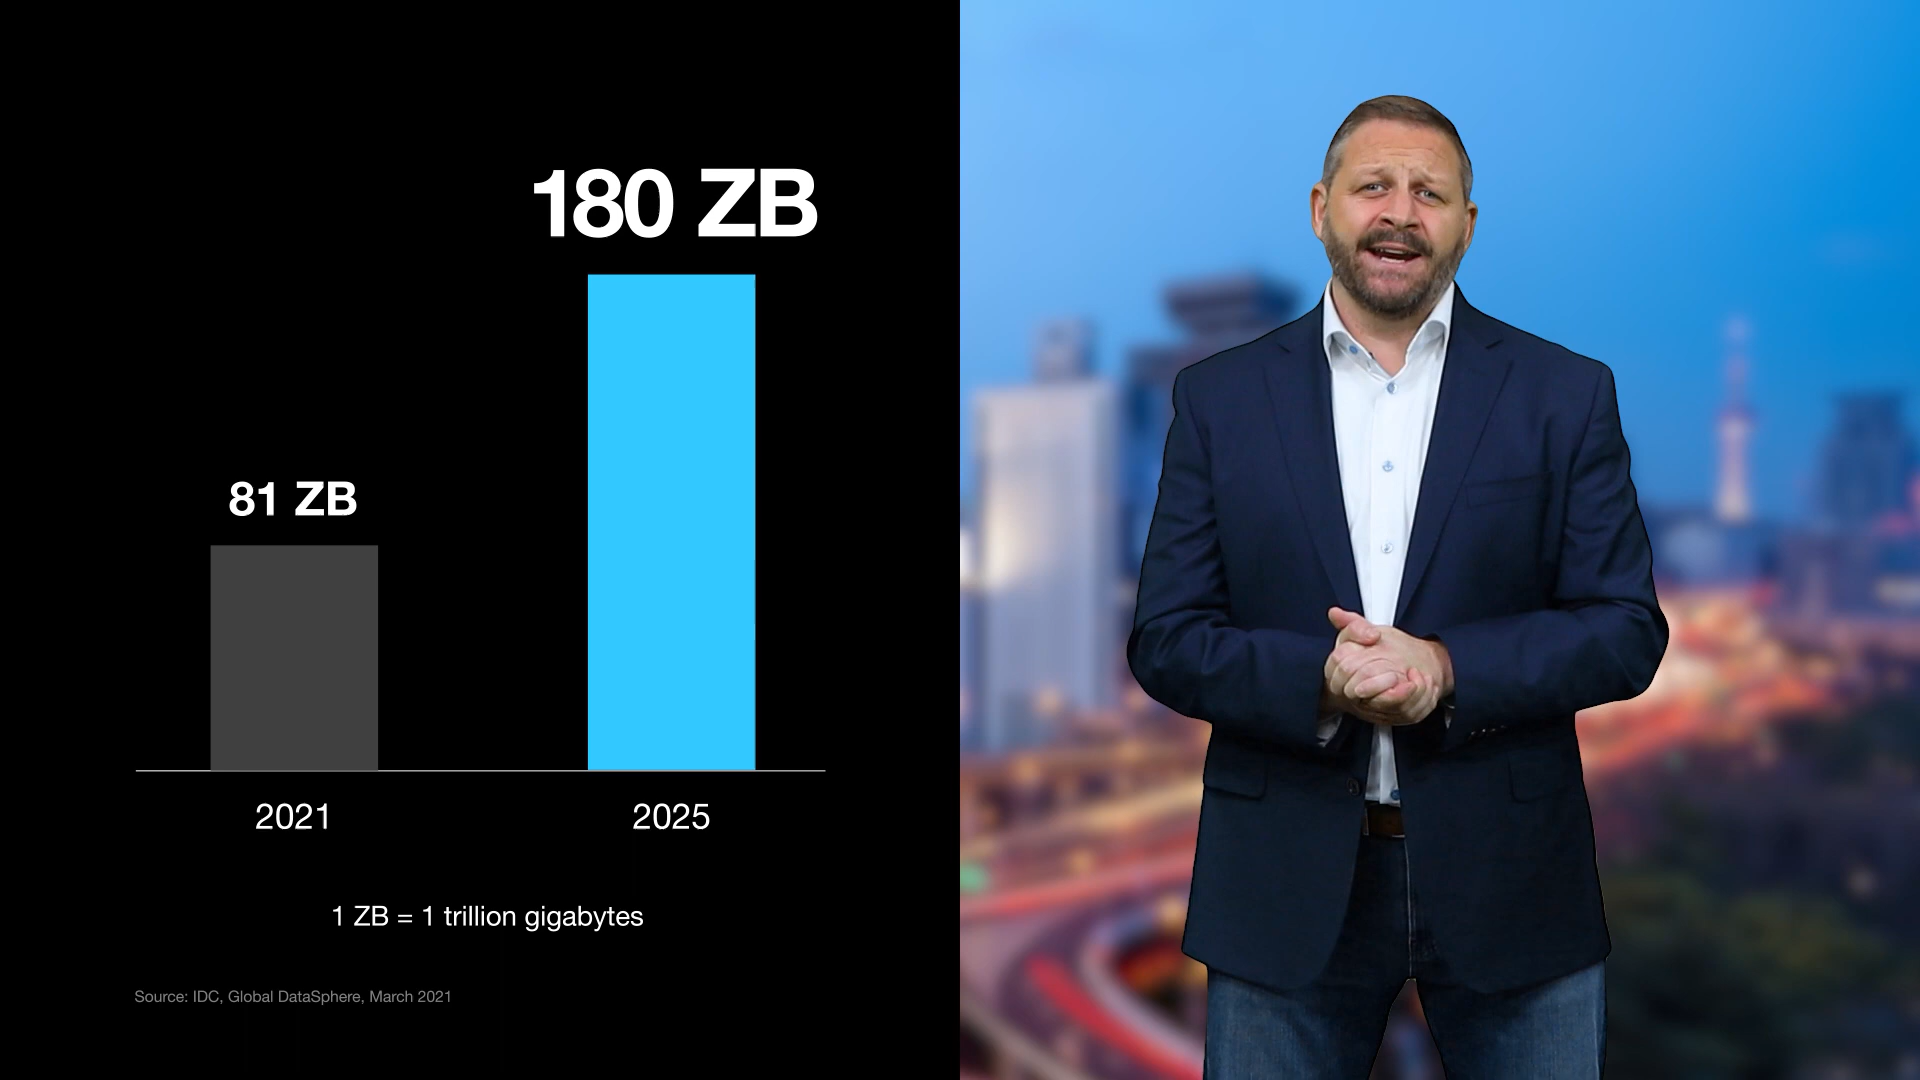 180 ZB
81 ZB
2021
2025
1 ZB = 1 trillion gigabytes
Source: IDC, Global DataSphere, March 2021